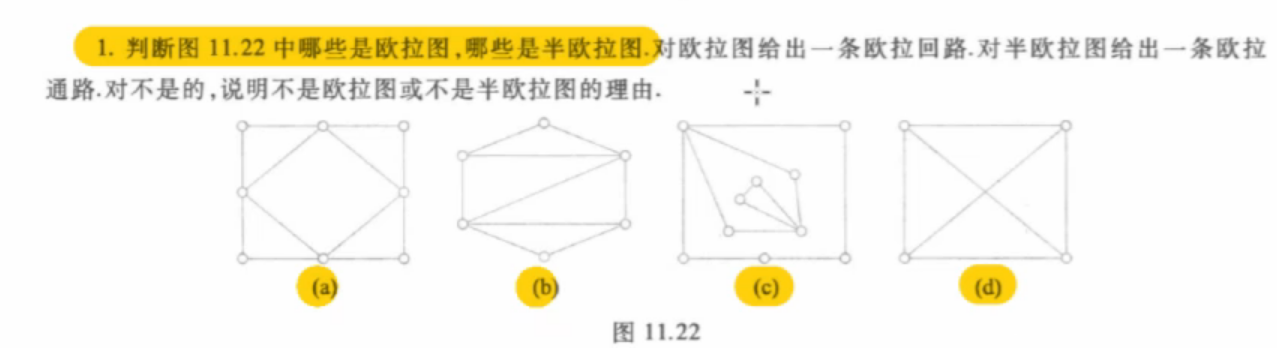 1. 判断图 11.22 中哪些是欧拉图,哪些是半欧拉图.对欧拉图给出一条欧拉回路.对半欧拉图给出一条欧拉
通路.对不是的,说明不是欧拉图或不是半欧拉图的理由.
(a) (b) (c) (d)
图 11.22